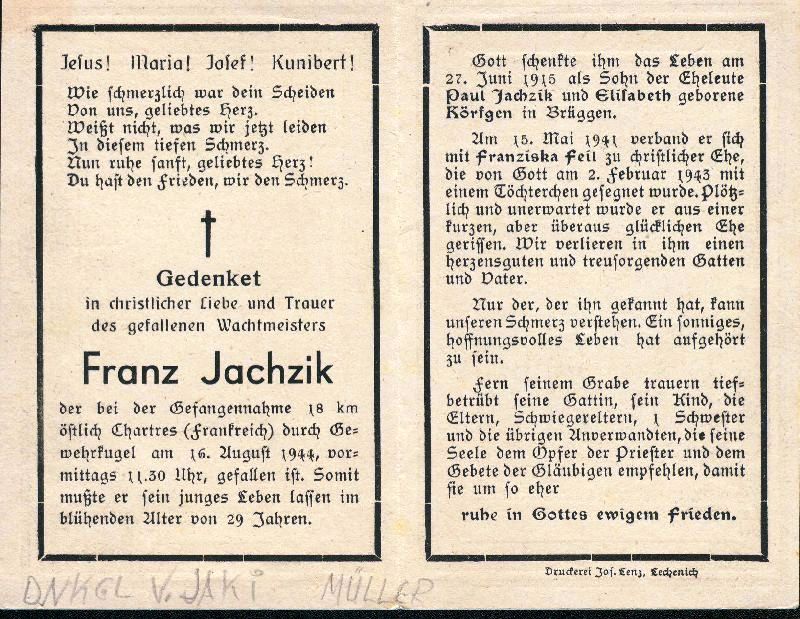 Jesus! Maria! Josef! Kunibert!
Wie schmerzlich war dein Scheiden
Von uns, geliebtes Herz.
Weißt nicht, was wir jetzt leiden
In diesem tiefen Schmerz.
Nun ruhe sanft, geliebtes Herz!
Du hast den Frieden, wir den Schmerz.
Gedenket
in christlicher Liebe und Trauer
des gefallenen Wachtmeisters
Franz Jachzik
der bei der Gefangennahme 18 km
östlich Chartres (Frankreich) durch Ge-
wehrkugel am 16. August 1944, vor-
mittags 11.30 Uhr, gefallen ist. Somit
mußte er sein junges Leben lassen im
blühenden Alter von 29 Jahren.
Gott schenkte ihm das Leben am
27. Juni 1915 als Sohn der Eheleute
Paul Jachzik und Elisabeth geborene
Körfgen in Brüggen.
Am 15. Mai 1941 verband er sich
mit Franziska Feil zu christlicher Ehe,
die von Gott am 2. Februar 1943 mit
einem Töchterchen gesegnet wurde. Plötz-
lich und unerwartet wurde er aus einer
kurzen, aber überaus glücklichen Ehe
gerissen. Wir verlieren in ihm einen
herzensguten und treusorgenden Gatten
und Vater.
Nur der, der ihn gekannt hat, kann
unseren Schmerz verstehen. Ein sonniges,
hoffnungsvolles Leben hat aufgehört
zu sein.
Fern seinem Grabe trauern tief-
betrübt seine Gattin, sein Kind, die
Eltern, Schwiegereltern, 1 Schwester
und die übrigen Anverwandten, die seine
Seele dem Opfer der Priester und dem
Gebete der Gläubigen empfehlen, damit
sie um so eher
ruhe in Gottes ewigem Frieden.
Druckerei Jos. Lenz, Lechenich
ONKEL V. JAKI MÜLLER